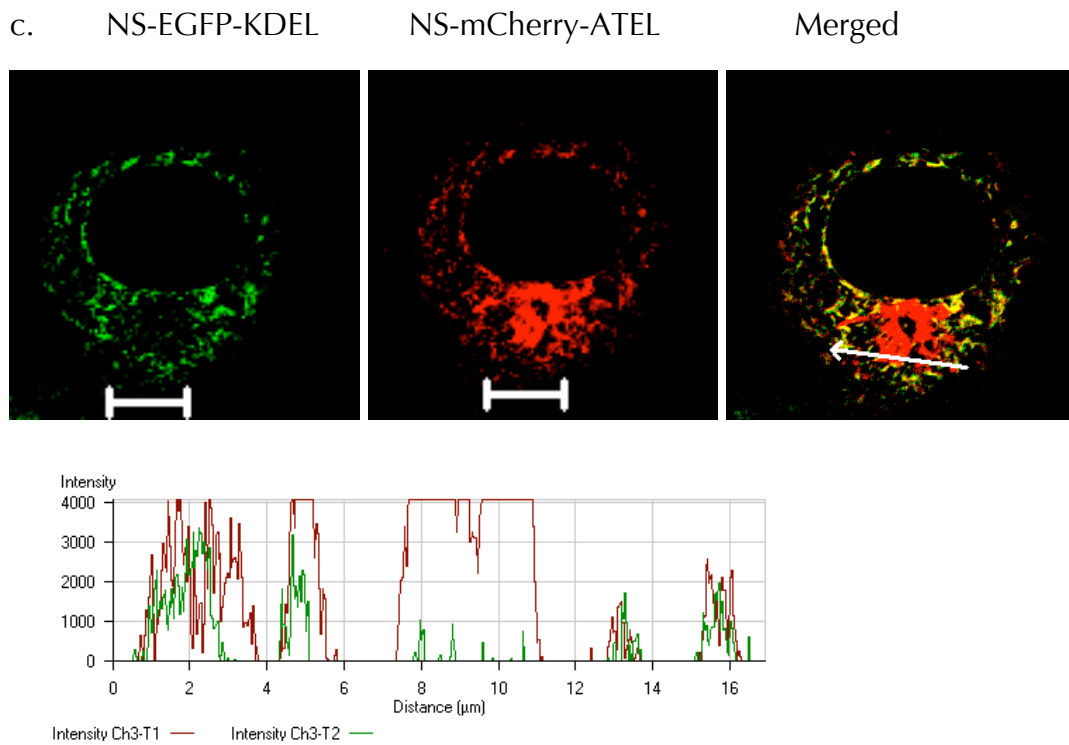 c. NS-EGFP-KDEL NS-mCherry-ATEL Merged
Intensity
4000
3000
2000
1000
0
0 2 4 6 8 10 12 14 16
Distance (µm)
Intensity Ch3-T1 Intensity Ch3-T2